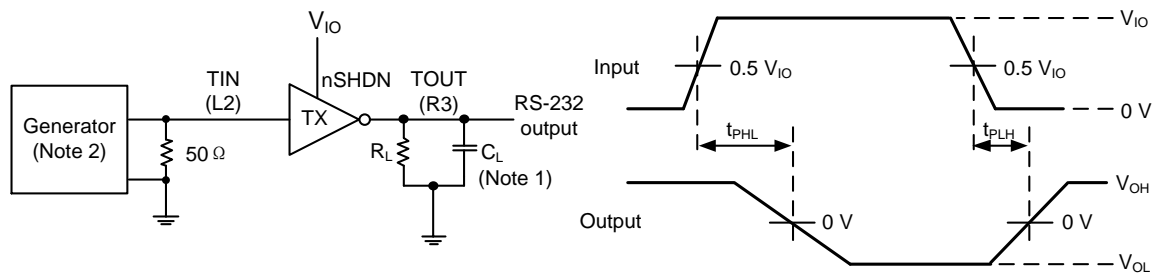 V_IO
nSHDN
TIN
(L2)
TX
TOUT
(R3)
RS-232
output
Generator
(Note 2)
50 Ω
R_L
C_L
(Note 1)
Input
0.5 V_IO
0.5 V_IO
V_IO
0 V
t_PHL
t_PLH
Output
0 V
0 V
V_OH
V_OL